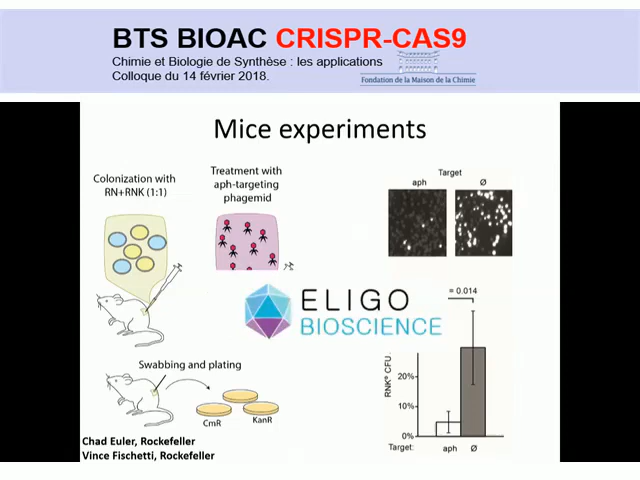 BTS BIOAC CRISPR-CAS9
Chimie et Biologie de Synthèse : les applications
Colloque du 14 février 2018.
Fondation de la Maison de la Chimie
Mice experiments
Colonization with
RN+RNK (1:1)
Treatment with
aph-targeting
phagemid
Target
aph Ø
ELIGO
BIOSCIENCE
= 0.014
RNKᴿ CFU
20%
10%
0%
Target: aph Ø
Swabbing and plating
CmR
KanR
Chad Euler, Rockefeller
Vince Fischetti, Rockefeller